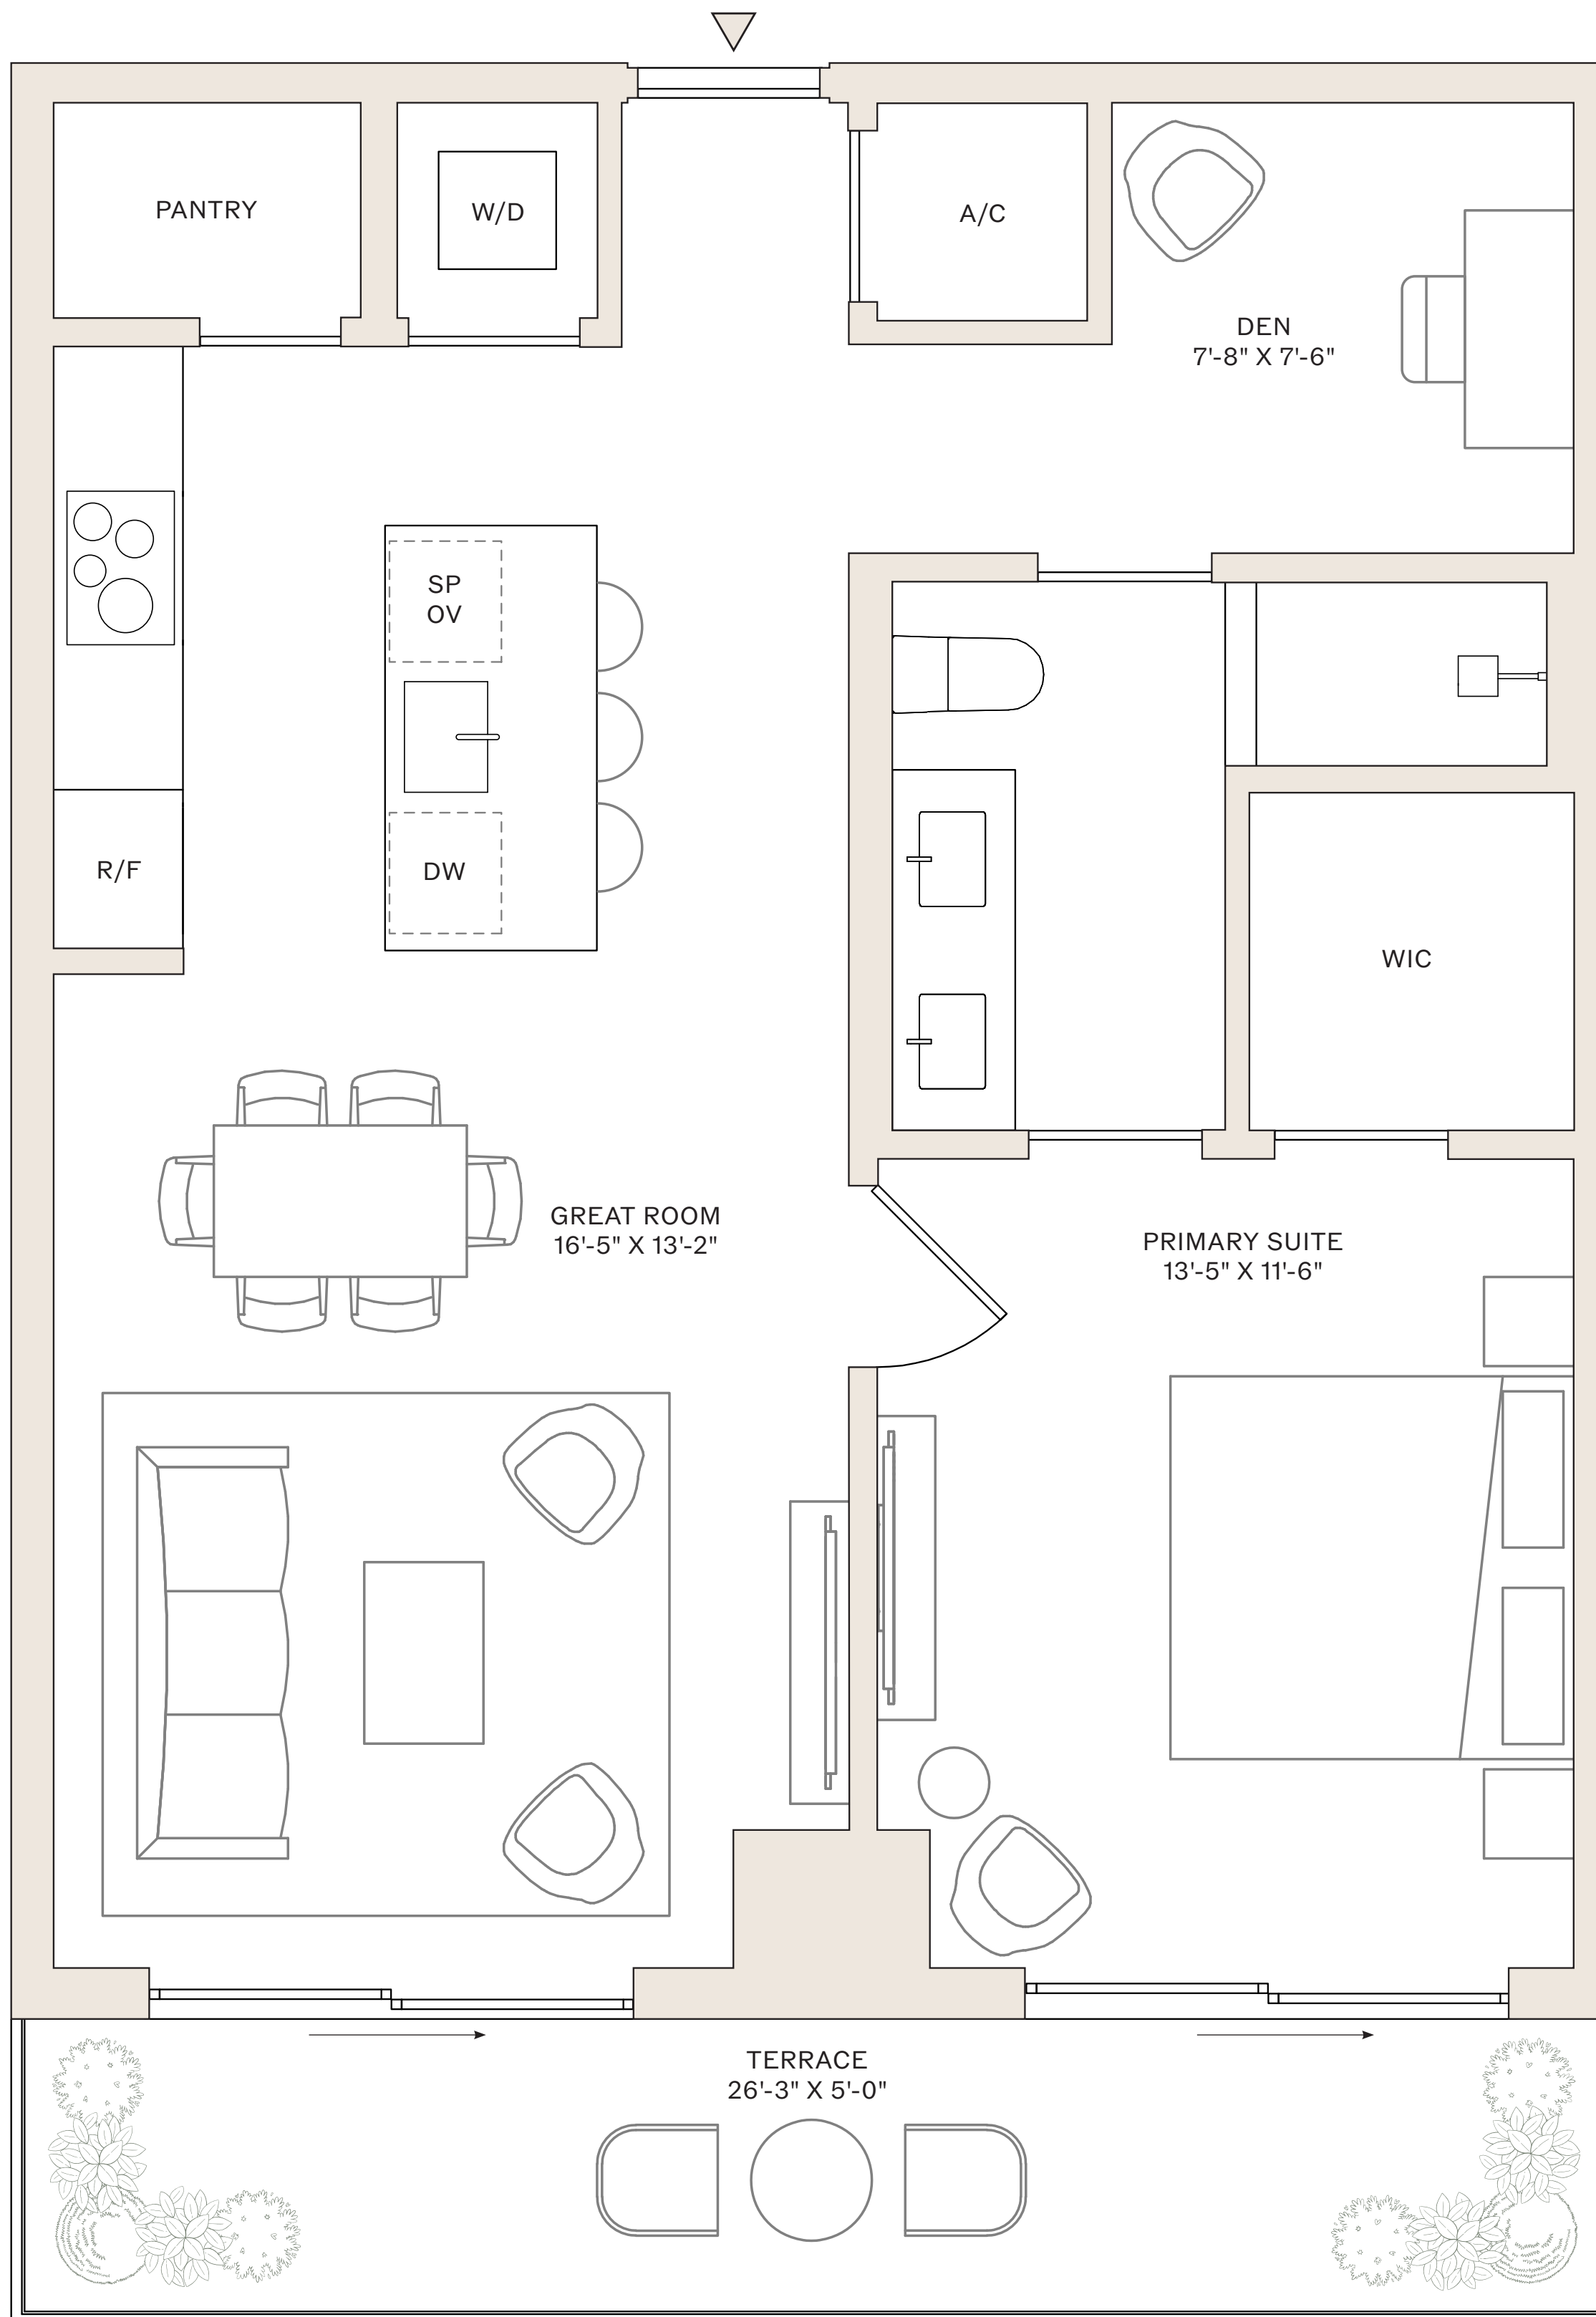 PANTRY
W/D
A/C
DEN
7'-8" X 7'-6"
SP
OV
DW
R/F
WIC
GREAT ROOM
16'-5" X 13'-2"
PRIMARY SUITE
13'-5" X 11'-6"
TERRACE
26'-3" X 5'-0"